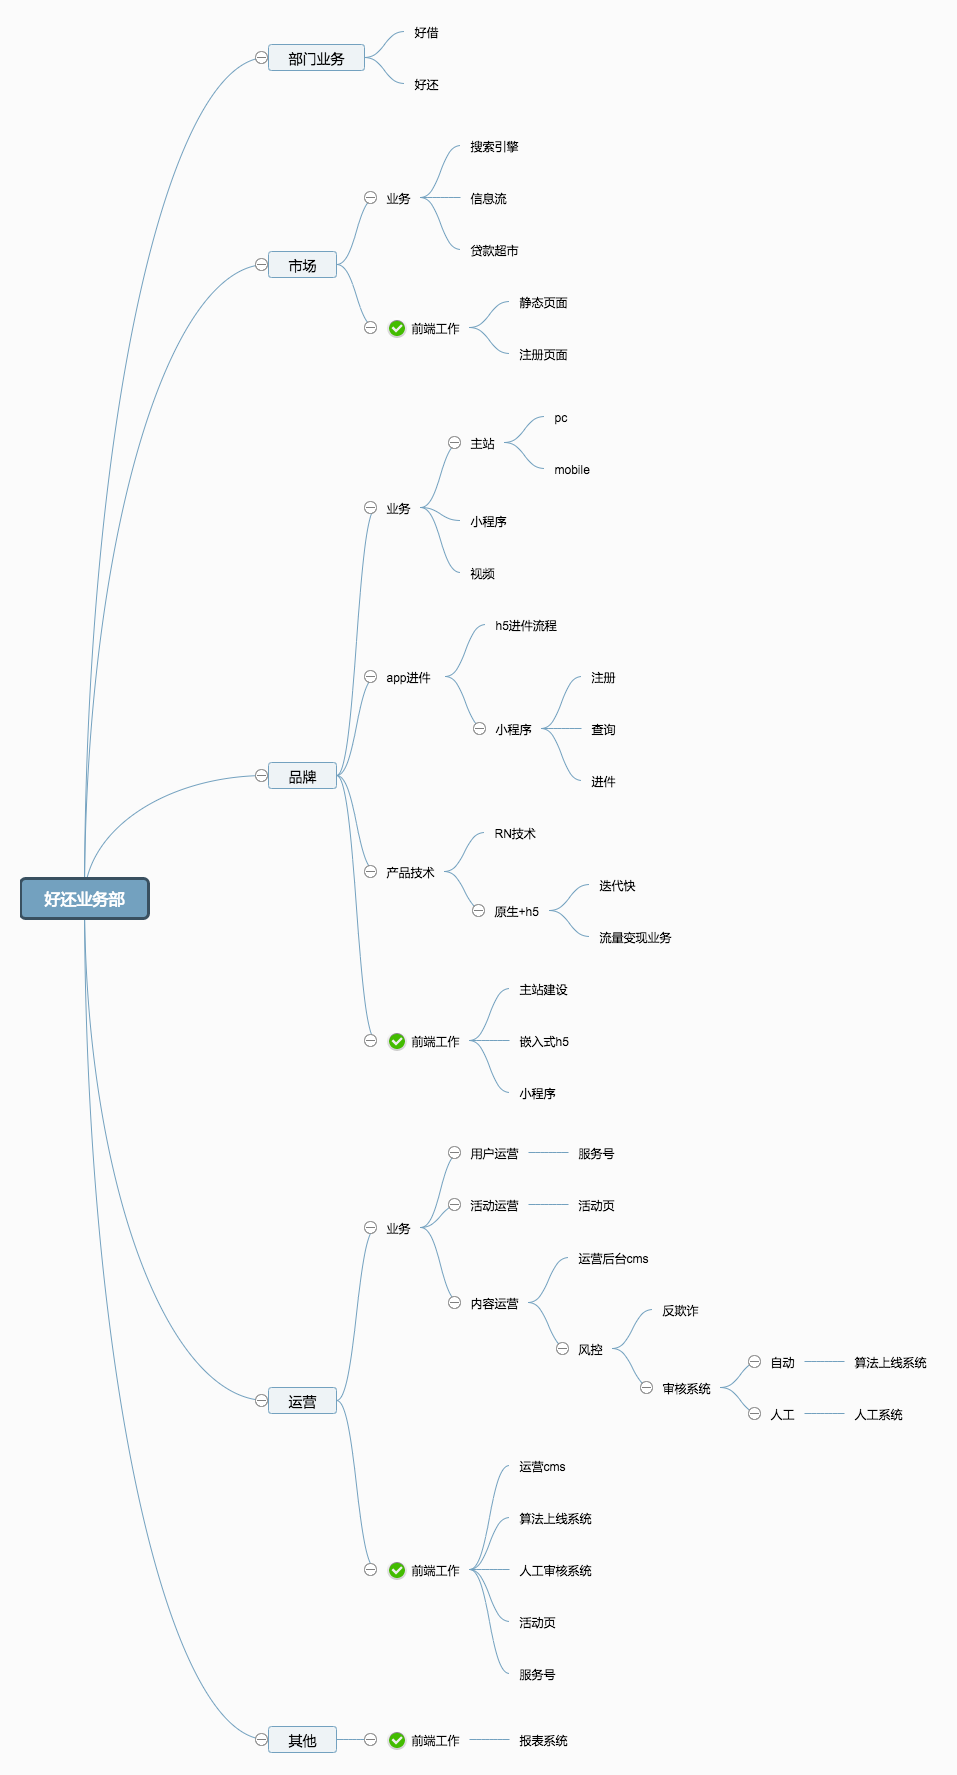 好借
部门业务
好还
搜索引擎
业务
信息流
贷款超市
市场
静态页面
前端工作
注册页面
pc
主站
mobile
业务
小程序
视频
h5进件流程
app进件
注册
小程序
查询
进件
品牌
RN技术
产品技术
迭代快
原生+h5
流量变现业务
好还业务部
主站建设
前端工作
嵌入式h5
小程序
用户运营
服务号
活动运营
活动页
业务
运营后台cms
内容运营
反欺诈
风控
自动
算法上线系统
审核系统
人工
人工系统
运营
运营cms
算法上线系统
前端工作
人工审核系统
活动页
服务号
其他
前端工作
报表系统